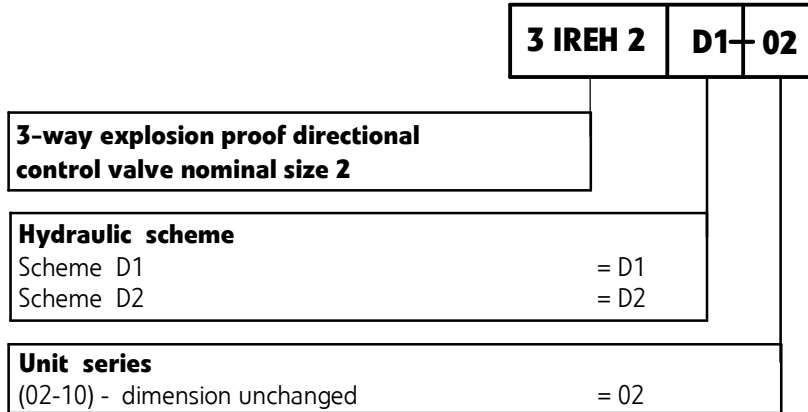 3 IREH 2 D1- 02
3-way explosion proof directional
control valve nominal size 2
Hydraulic scheme
Scheme D1 = D1
Scheme D2 = D2
Unit series
(02-10) - dimension unchanged = 02